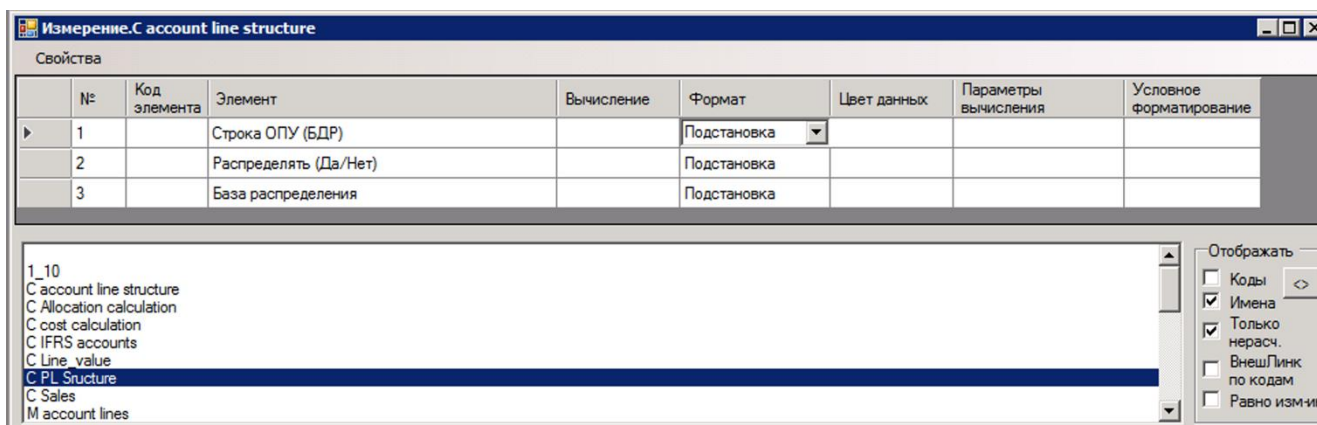 Измерение.C account line structure
Свойства
№ Код элемента Элемент Вычисление Формат Цвет данных Параметры вычисления Условное форматирование
1 Строка ОПУ (БДР) Подстановка
2 Распределять (Да/Нет) Подстановка
3 База распределения Подстановка
1_10
C account line structure
C Allocation calculation
C cost calculation
C IFRS accounts
C Line_value
C PL Sructure
C Sales
M account lines
Отображать
Коды <>
Имена
Только
нерасч.
ВнешЛинк
по кодам
Равно изм-и